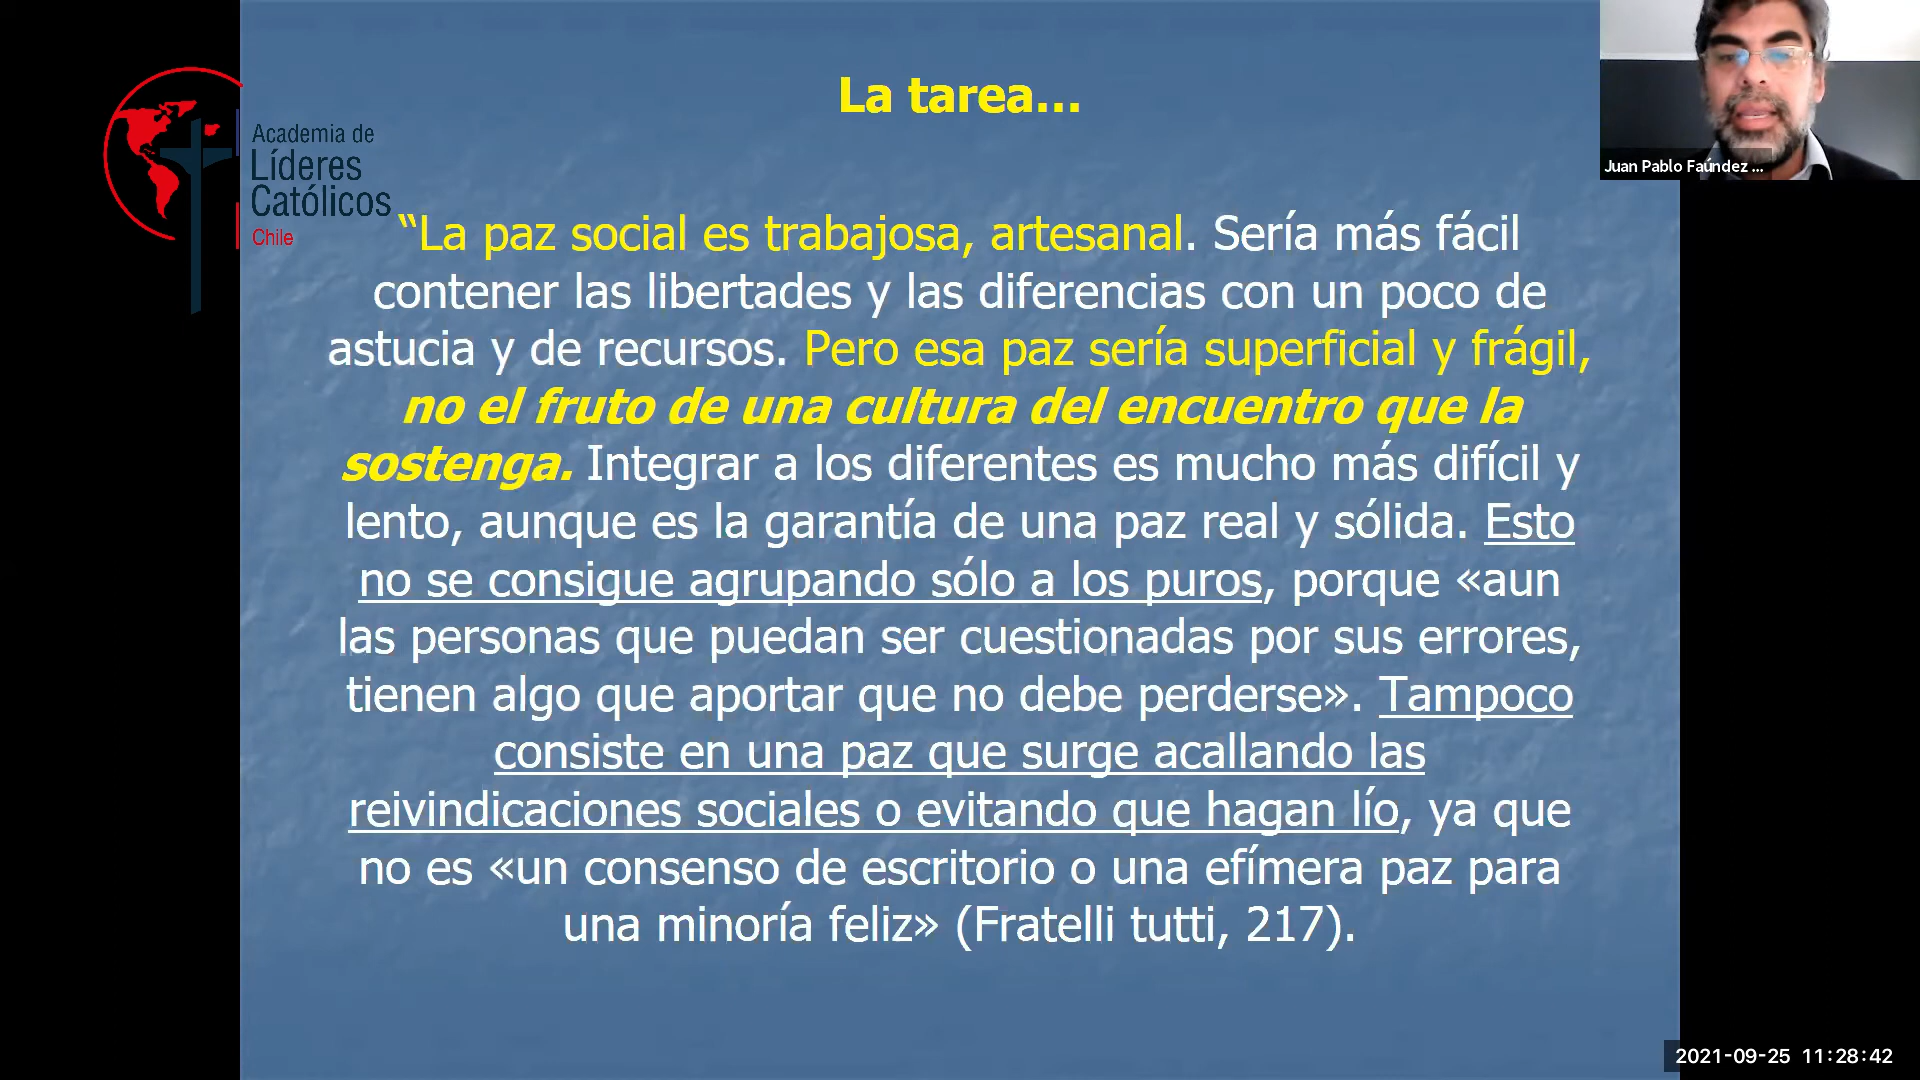 La tarea...
Academia de
Líderes
Católicos
Chile
Juan Pablo Faúndez ...
“La paz social es trabajosa, artesanal. Sería más fácil
contener las libertades y las diferencias con un poco de
astucia y de recursos. Pero esa paz sería superficial y frágil,
no el fruto de una cultura del encuentro que la
sostenga. Integrar a los diferentes es mucho más difícil y
lento, aunque es la garantía de una paz real y sólida. Esto
no se consigue agrupando sólo a los puros, porque «aun
las personas que puedan ser cuestionadas por sus errores,
tienen algo que aportar que no debe perderse». Tampoco
consiste en una paz que surge acallando las
reivindicaciones sociales o evitando que hagan lío, ya que
no es «un consenso de escritorio o una efímera paz para
una minoría feliz» (Fratelli tutti, 217).
2021-09-25 11:28:42